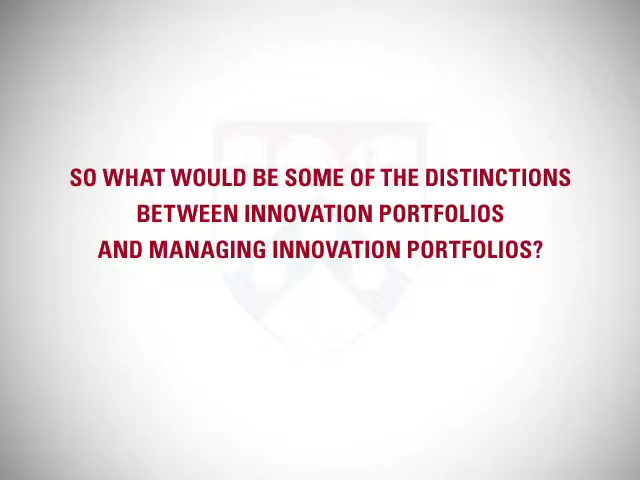 SO WHAT WOULD BE SOME OF THE DISTINCTIONS
BETWEEN INNOVATION PORTFOLIOS
AND MANAGING INNOVATION PORTFOLIOS?